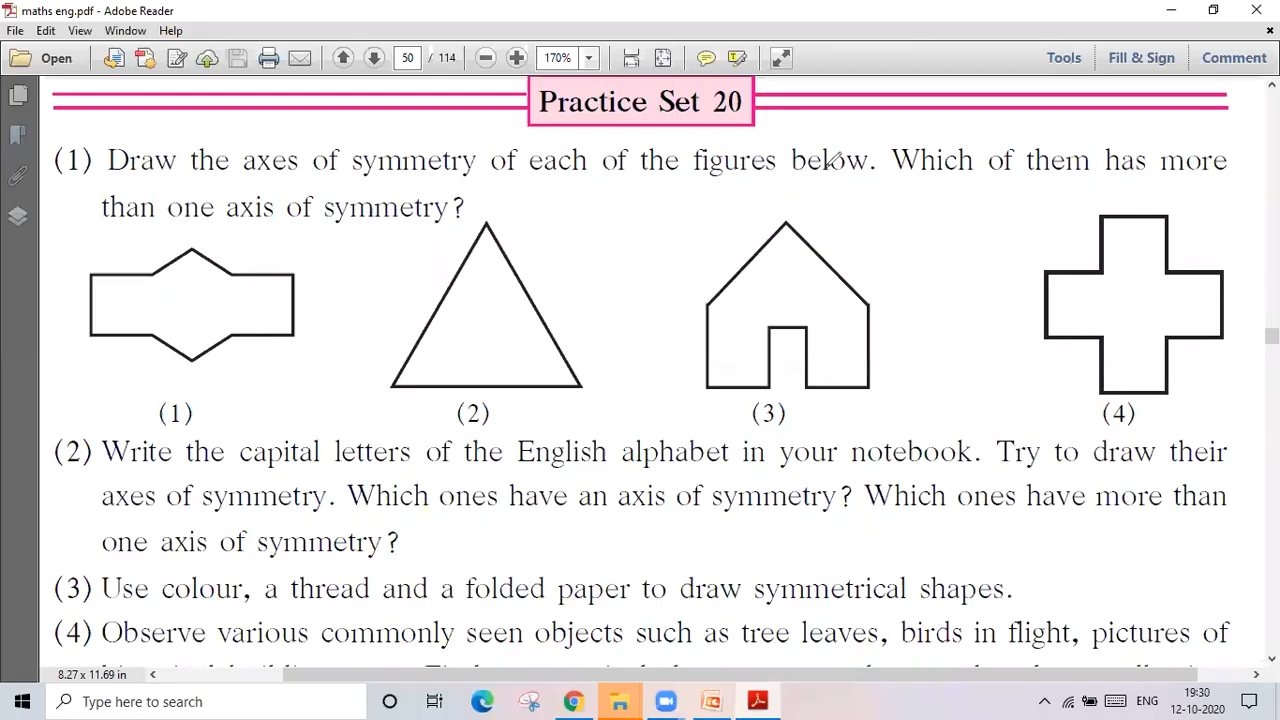 maths eng.pdf - Adobe Reader
File Edit View Window Help
Open 50 / 114 170% Tools Fill & Sign Comment
Practice Set 20
(1) Draw the axes of symmetry of each of the figures below. Which of them has more
than one axis of symmetry?
(1) (2) (3) (4)
(2) Write the capital letters of the English alphabet in your notebook. Try to draw their
axes of symmetry. Which ones have an axis of symmetry? Which ones have more than
one axis of symmetry?
(3) Use colour, a thread and a folded paper to draw symmetrical shapes.
(4) Observe various commonly seen objects such as tree leaves, birds in flight, pictures of
8.27 x 11.69 in
Type here to search ENG 19:30
12-10-2020